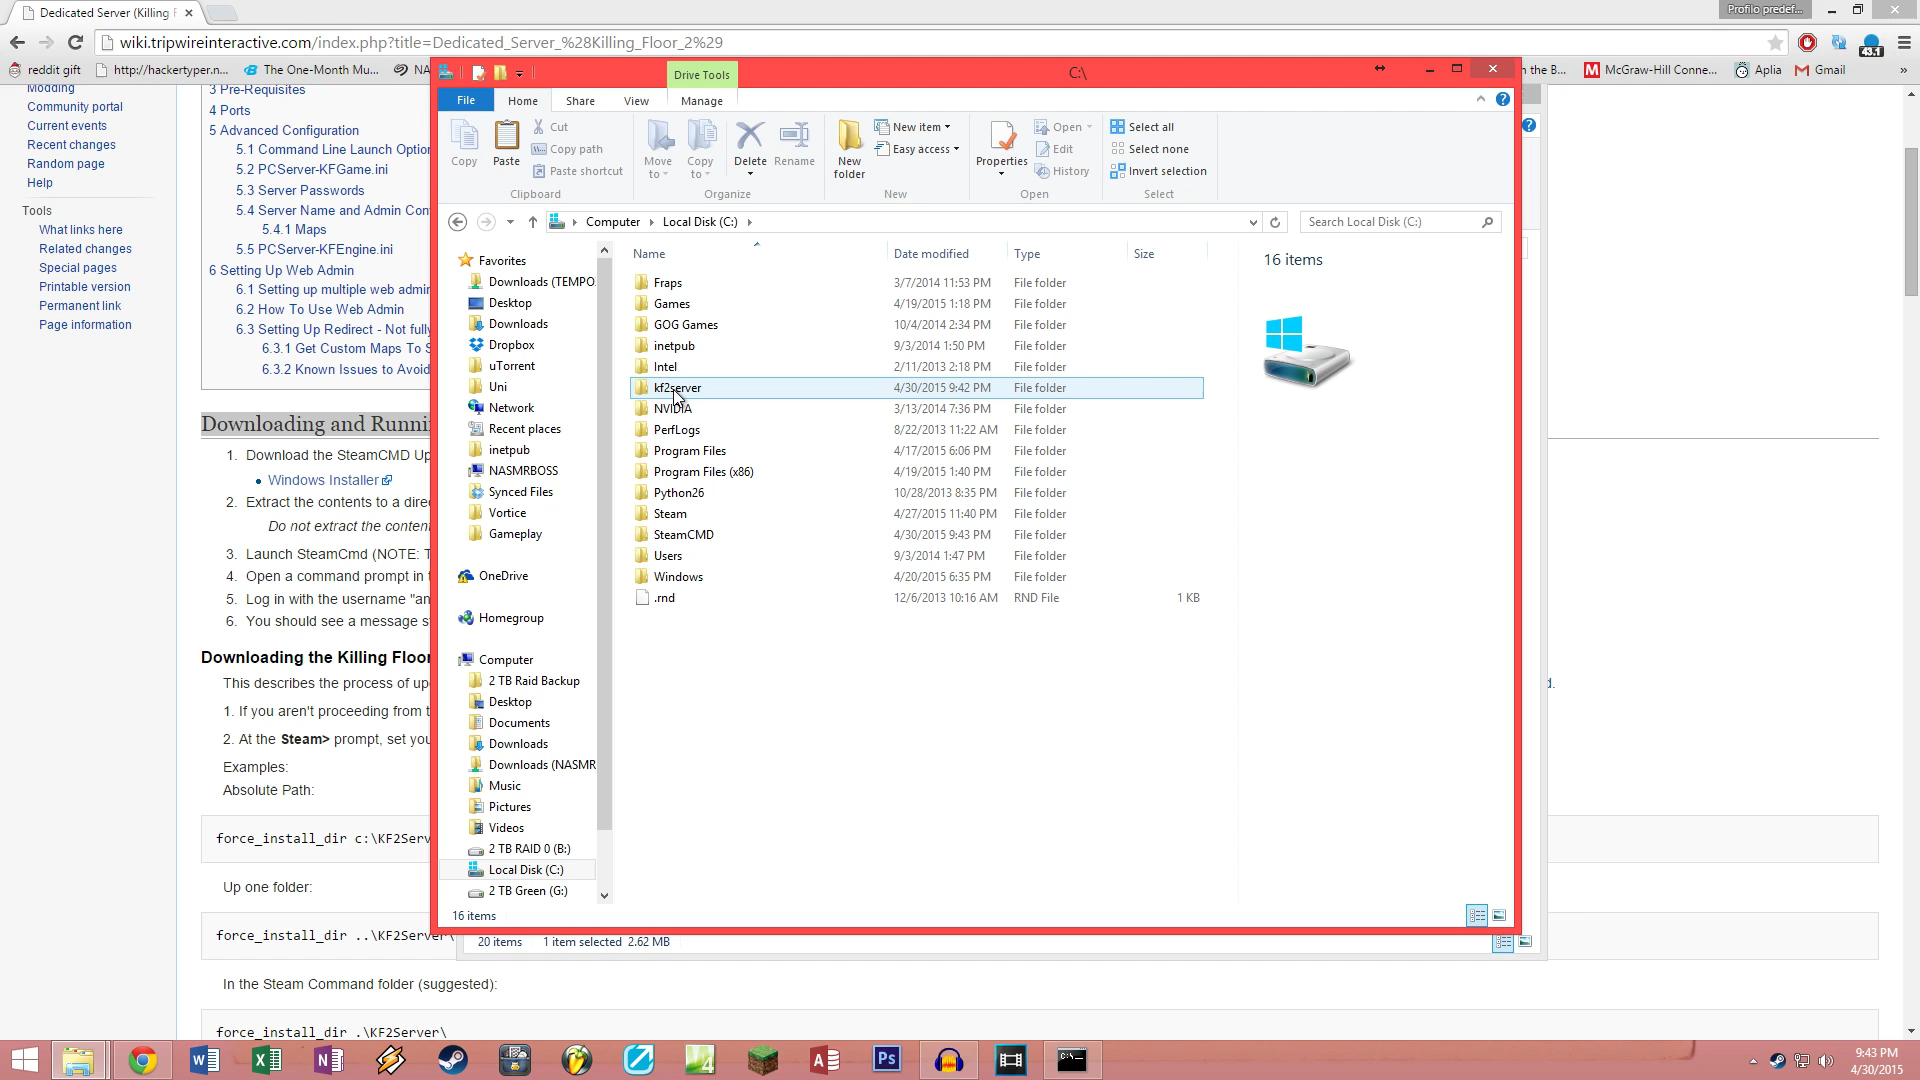 Dedicated Server (Killing F
Profilo predef...
wiki.tripwireinteractive.com/index.php?title=Dedicated_Server_%28Killing_Floor_2%29
reddit gift
http://hackertyper.n...
The One-Month Mu...
NA
n the B...
McGraw-Hill Conne...
Aplia
Gmail
»
Modding
Community portal
Current events
Recent changes
Random page
Help
Tools
What links here
Related changes
Special pages
Printable version
Permanent link
Page information
3 Pre-Requisites
4 Ports
5 Advanced Configuration
5.1 Command Line Launch Option
5.2 PCServer-KFGame.ini
5.3 Server Passwords
5.4 Server Name and Admin Con
5.4.1 Maps
5.5 PCServer-KFEngine.ini
6 Setting Up Web Admin
6.1 Setting up multiple web admin
6.2 How To Use Web Admin
6.3 Setting Up Redirect - Not fully
6.3.1 Get Custom Maps To S
6.3.2 Known Issues to Avoid
Downloading and Runnin
1. Download the SteamCMD Up
Windows Installer
2. Extract the contents to a dire
Do not extract the content
3. Launch SteamCmd (NOTE: T
4. Open a command prompt in t
5. Log in with the username "an
6. You should see a message s
Downloading the Killing Floor
This describes the process of up
d.
1. If you aren't proceeding from t
2. At the Steam> prompt, set you
Examples:
Absolute Path:
force_install_dir c:\KF2Serv
Up one folder:
force_install_dir ..\KF2Server\
In the Steam Command folder (suggested):
force_install_dir .\KF2Server\
Drive Tools
C:\
File
Home
Share
View
Manage
Copy
Paste
Cut
Copy path
Paste shortcut
Clipboard
Move to
Copy to
Delete
Rename
Organize
New folder
New item
Easy access
New
Properties
Open
Edit
History
Open
Select all
Select none
Invert selection
Select
Computer
Local Disk (C:)
Search Local Disk (C:)
Favorites
Downloads (TEMPO
Desktop
Downloads
Dropbox
uTorrent
Uni
Network
Recent places
inetpub
NASMRBOSS
Synced Files
Vortice
Gameplay
OneDrive
Homegroup
Computer
2 TB Raid Backup
Desktop
Documents
Downloads
Downloads (NASMR
Music
Pictures
Videos
2 TB RAID 0 (B:)
Local Disk (C:)
2 TB Green (G:)
Name Date modified Type Size
Fraps 3/7/2014 11:53 PM File folder
Games 4/19/2015 1:18 PM File folder
GOG Games 10/4/2014 2:34 PM File folder
inetpub 9/3/2014 1:50 PM File folder
Intel 2/11/2013 2:18 PM File folder
kf2server 4/30/2015 9:42 PM File folder
NVIDIA 3/13/2014 7:36 PM File folder
PerfLogs 8/22/2013 11:22 AM File folder
Program Files 4/17/2015 6:06 PM File folder
Program Files (x86) 4/19/2015 1:40 PM File folder
Python26 10/28/2013 8:35 PM File folder
Steam 4/27/2015 11:40 PM File folder
SteamCMD 4/30/2015 9:43 PM File folder
Users 9/3/2014 1:47 PM File folder
Windows 4/20/2015 6:35 PM File folder
.rnd 12/6/2013 10:16 AM RND File 1 KB
16 items
16 items
20 items 1 item selected 2.62 MB
9:43 PM
4/30/2015